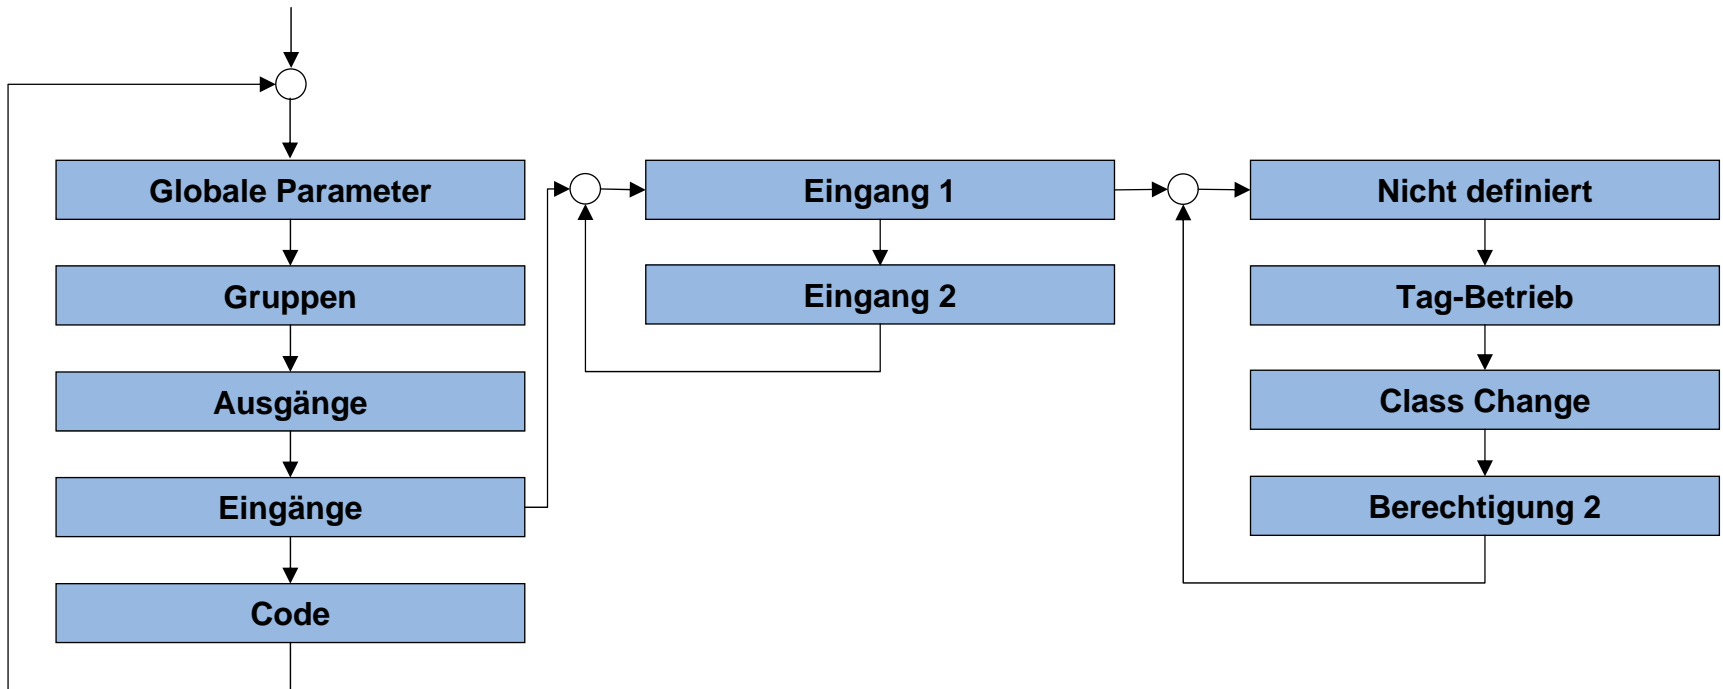 Globale Parameter
Gruppen
Ausgänge
Eingänge
Code
Eingang 1
Eingang 2
Nicht definiert
Tag-Betrieb
Class Change
Berechtigung 2